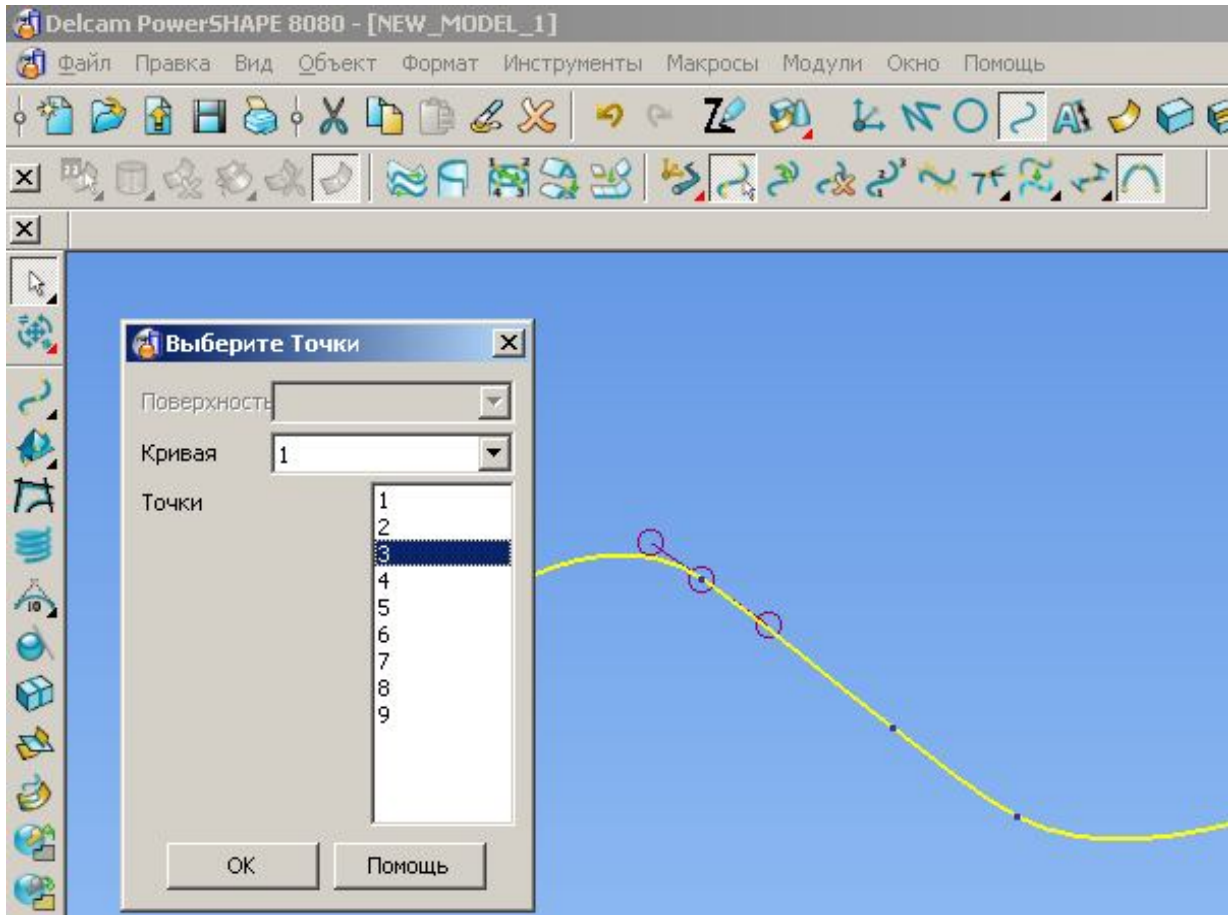 Delcam PowerSHAPE 8080 - [NEW_MODEL_1]
Файл Правка Вид Объект Формат Инструменты Макросы Модули Окно Помощь
Выберите Точки
Поверхность
Кривая 1
Точки
1
2
3
4
5
6
7
8
9
OK Помощь